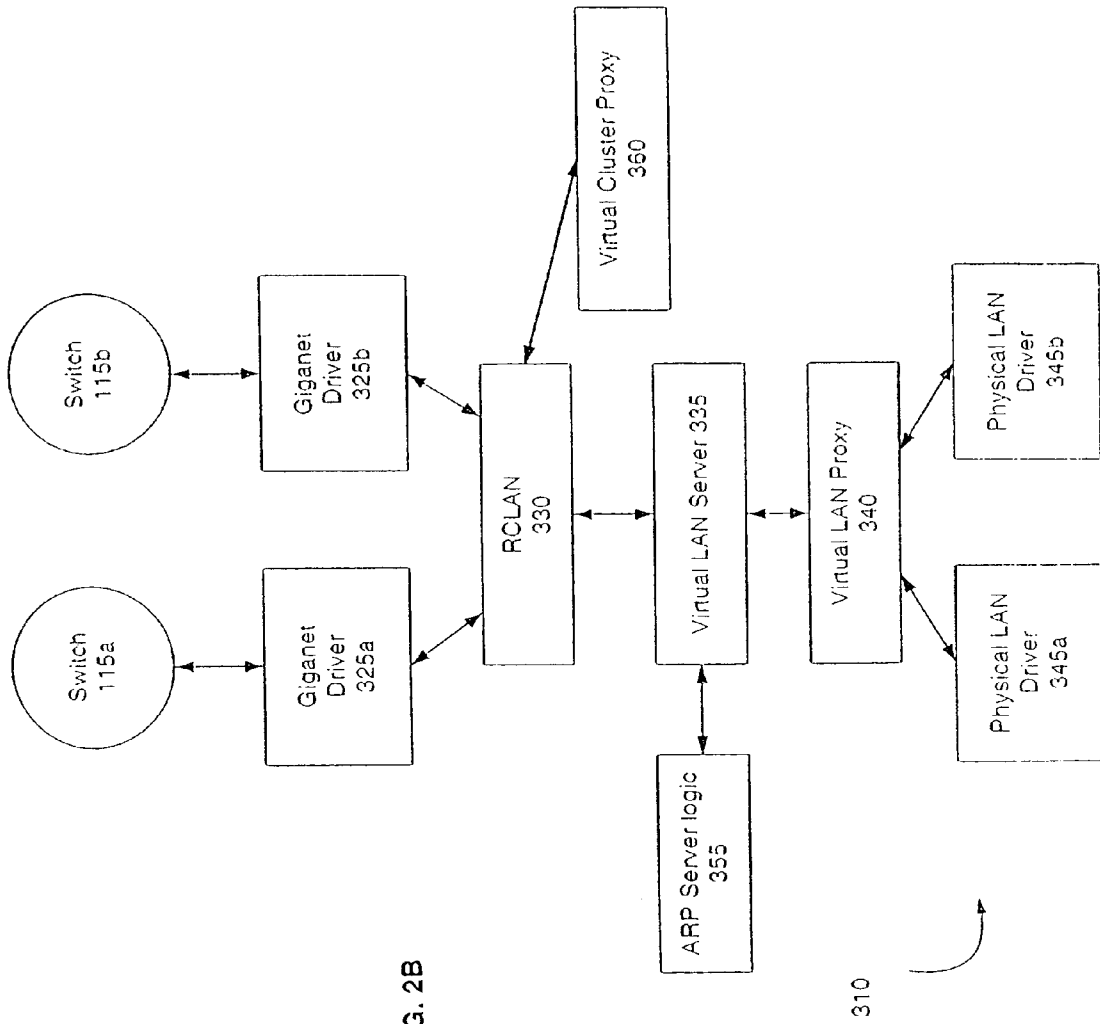 Switch
115a
Switch
115b
Giganet
Driver
325a
Giganet
Driver
325b
RCLAN
330
Virtual Cluster Proxy
360
ARP Server logic
355
Virtual LAN Server 335
Virtual LAN Proxy
340
Physical LAN
Driver
345a
Physical LAN
Driver
345b
310
G. 2B